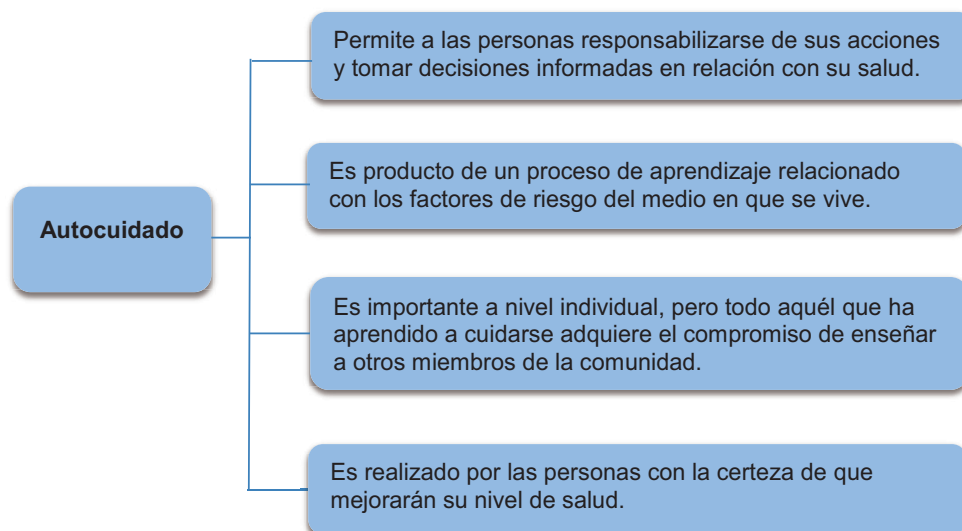 Permite a las personas responsabilizarse de sus acciones
y tomar decisiones informadas en relación con su salud.
Es producto de un proceso de aprendizaje relacionado
con los factores de riesgo del medio en que se vive.
Autocuidado
Es importante a nivel individual, pero todo aquél que ha
aprendido a cuidarse adquiere el compromiso de enseñar
a otros miembros de la comunidad.
Es realizado por las personas con la certeza de que
mejorarán su nivel de salud.